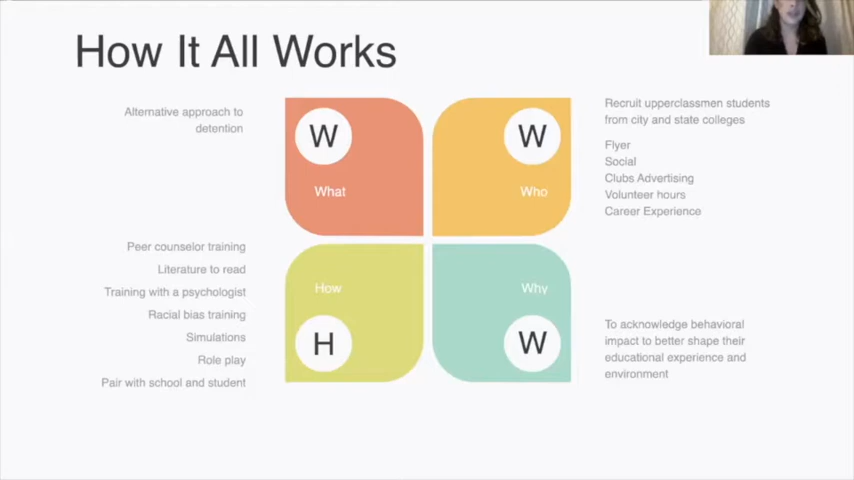 How It All Works
Alternative approach to
detention
W
What
W
Who
Recruit upperclassmen students
from city and state colleges
Flyer
Social
Clubs Advertising
Volunteer hours
Career Experience
Peer counselor training
Literature to read
Training with a psychologist
Racial bias training
Simulations
Role play
Pair with school and student
How
H
Why
W
To acknowledge behavioral
impact to better shape their
educational experience and
environment